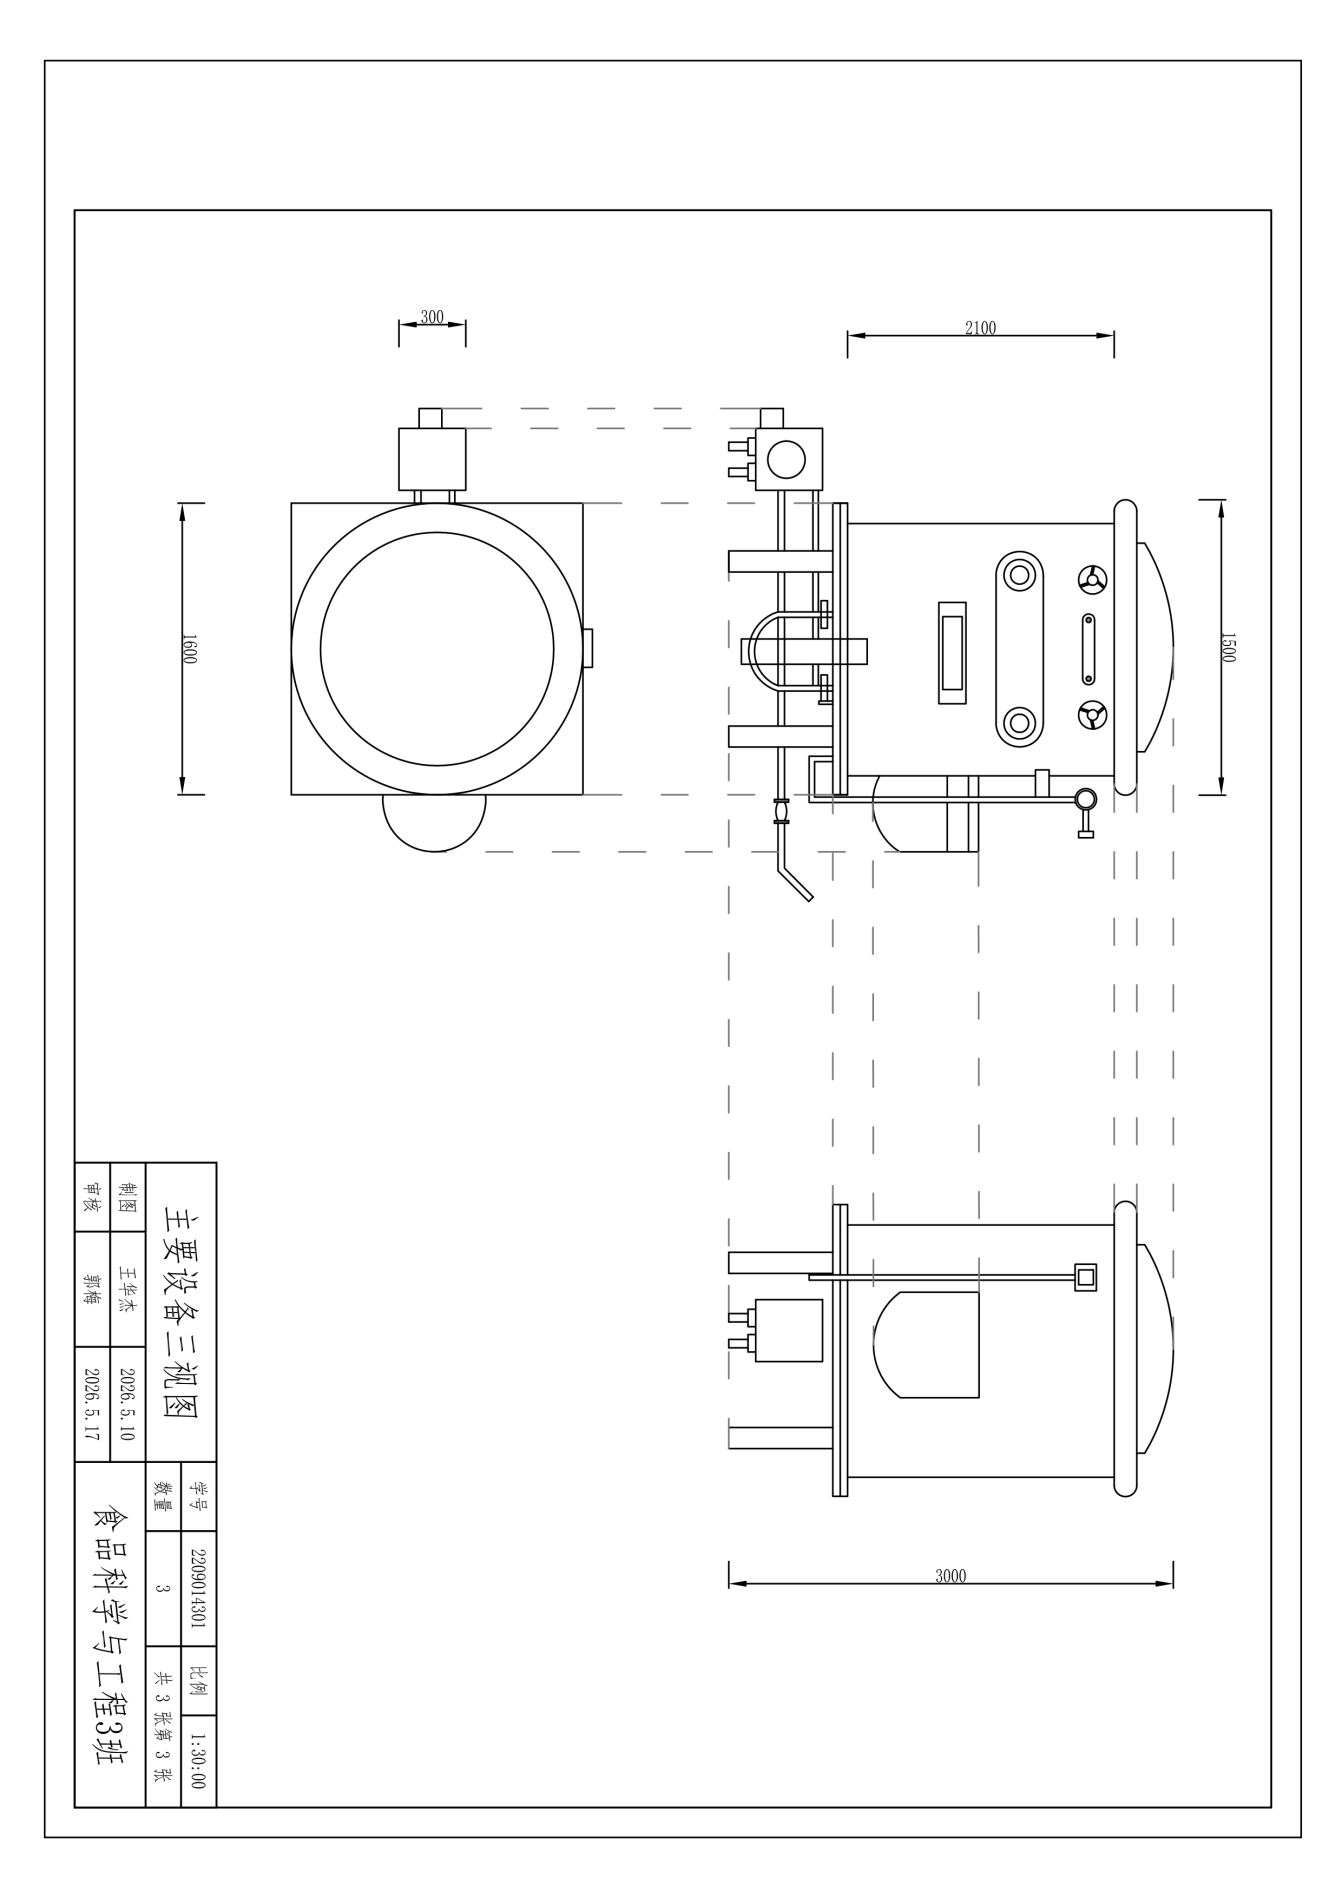 300
2100
1600
1500
3000
主要设备三视图
学号 2209014301 比例 1:30:00
数量 3 共 3 张第 3 张
制图 王华杰 2026.5.10
审核 郭梅 2026.5.17
食品科学与工程3班